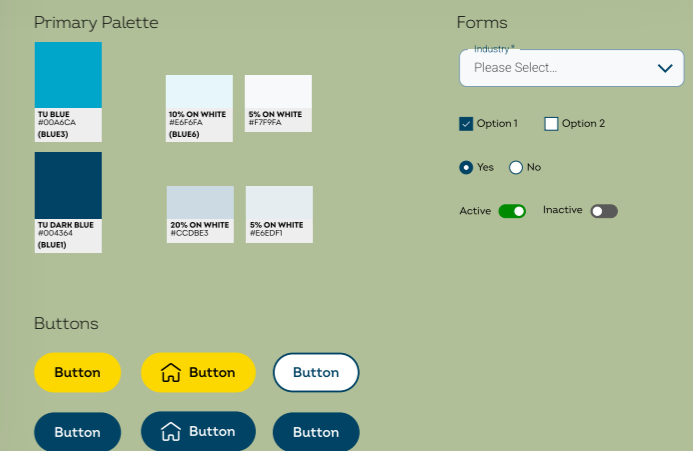 Primary Palette
TU BLUE
#00A6CA
(BLUE3)
10% ON WHITE
#E6F6FA
(BLUE6)
5% ON WHITE
#F7F9FA
TU DARK BLUE
#004364
(BLUE1)
20% ON WHITE
#CCDBE3
5% ON WHITE
#E6EDF1
Forms
Industry*
Please Select...
Option 1
Option 2
Yes
No
Active
Inactive
Buttons
Button
Button
Button
Button
Button
Button